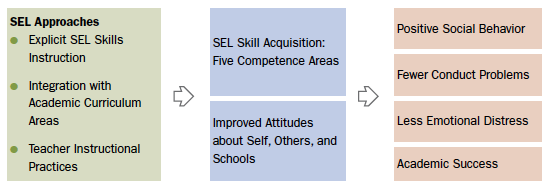 SEL Approaches
Explicit SEL Skills
Instruction
Integration with
Academic Curriculum
Areas
Teacher Instructional
Practices
SEL Skill Acquisition:
Five Competence Areas
Improved Attitudes
about Self, Others, and
Schools
Positive Social Behavior
Fewer Conduct Problems
Less Emotional Distress
Academic Success